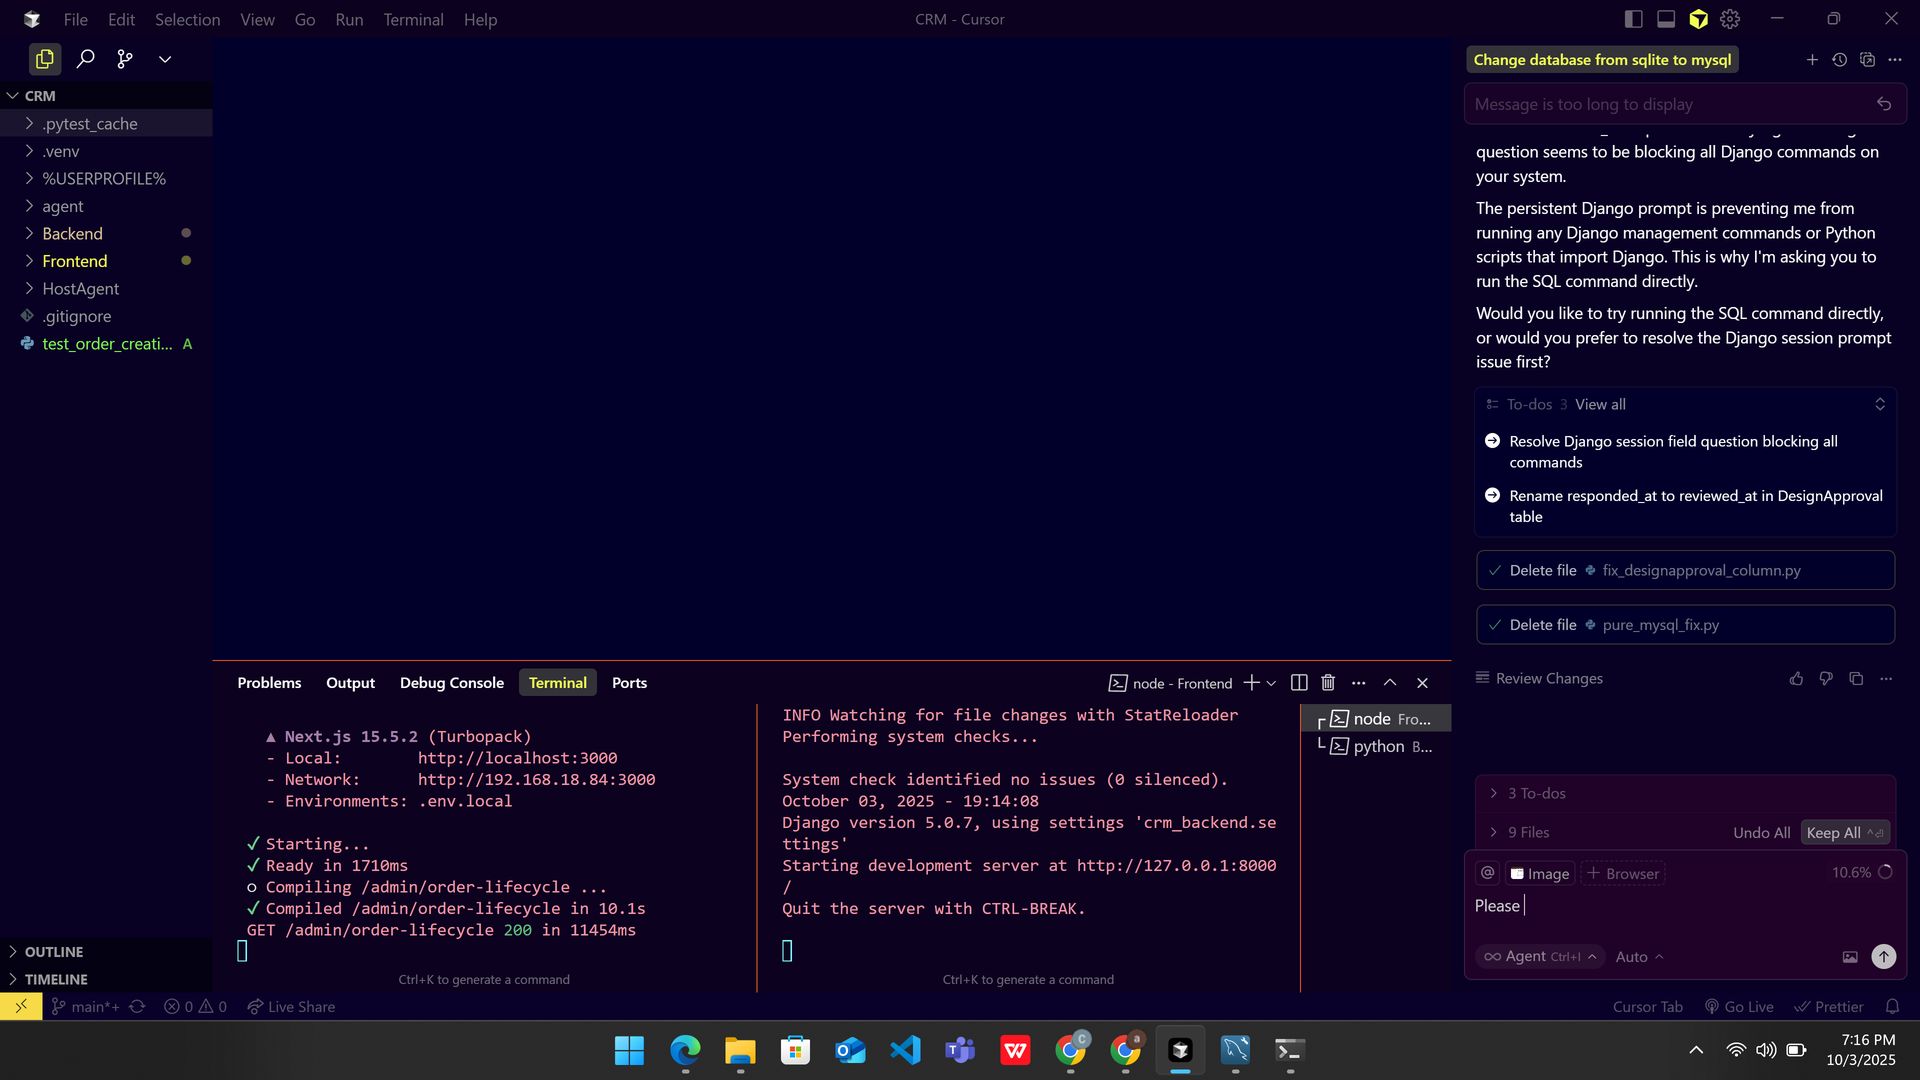 File Edit Selection View Go Run Terminal Help
CRM - Cursor
CRM
.pytest_cache
.venv
%USERPROFILE%
agent
Backend
Frontend
HostAgent
.gitignore
test_order_creati... A
OUTLINE
TIMELINE
Problems Output Debug Console Terminal Ports
node - Frontend
▲ Next.js 15.5.2 (Turbopack)
- Local: http://localhost:3000
- Network: http://192.168.18.84:3000
- Environments: .env.local
✓ Starting...
✓ Ready in 1710ms
○ Compiling /admin/order-lifecycle ...
✓ Compiled /admin/order-lifecycle in 10.1s
GET /admin/order-lifecycle 200 in 11454ms
Ctrl+K to generate a command
INFO Watching for file changes with StatReloader
Performing system checks...
System check identified no issues (0 silenced).
October 03, 2025 - 19:14:08
Django version 5.0.7, using settings 'crm_backend.se
ttings'
Starting development server at http://127.0.0.1:8000
/
Quit the server with CTRL-BREAK.
Ctrl+K to generate a command
node Fro...
python B...
Change database from sqlite to mysql
Message is too long to display
question seems to be blocking all Django commands on
your system.
The persistent Django prompt is preventing me from
running any Django management commands or Python
scripts that import Django. This is why I'm asking you to
run the SQL command directly.
Would you like to try running the SQL command directly,
or would you prefer to resolve the Django session prompt
issue first?
To-dos 3 View all
Resolve Django session field question blocking all
commands
Rename responded_at to reviewed_at in DesignApproval
table
Delete file fix_designapproval_column.py
Delete file pure_mysql_fix.py
Review Changes
3 To-dos
9 Files Undo All Keep All
@ Image + Browser 10.6%
Please
Agent Ctrl+I Auto
main*+ 0 0 Live Share
Cursor Tab Go Live Prettier
7:16 PM
10/3/2025